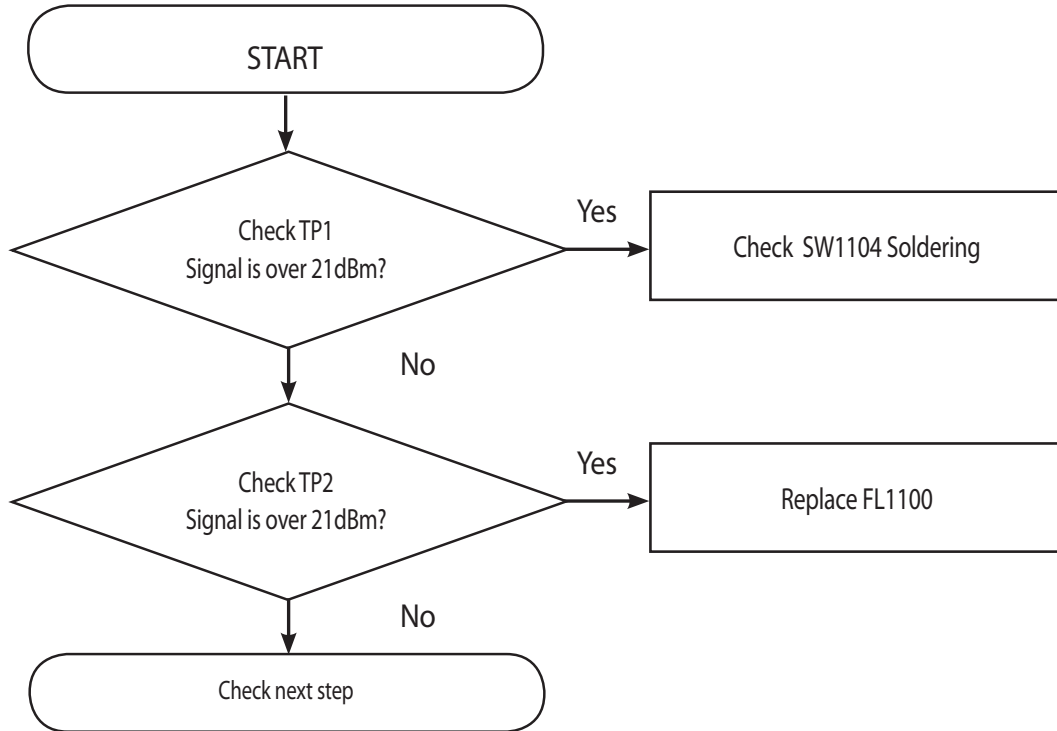 START
Check TP1
Signal is over 21dBm?
Yes
Check SW1104 Soldering
No
Check TP2
Signal is over 21dBm?
Yes
Replace FL1100
No
Check next step